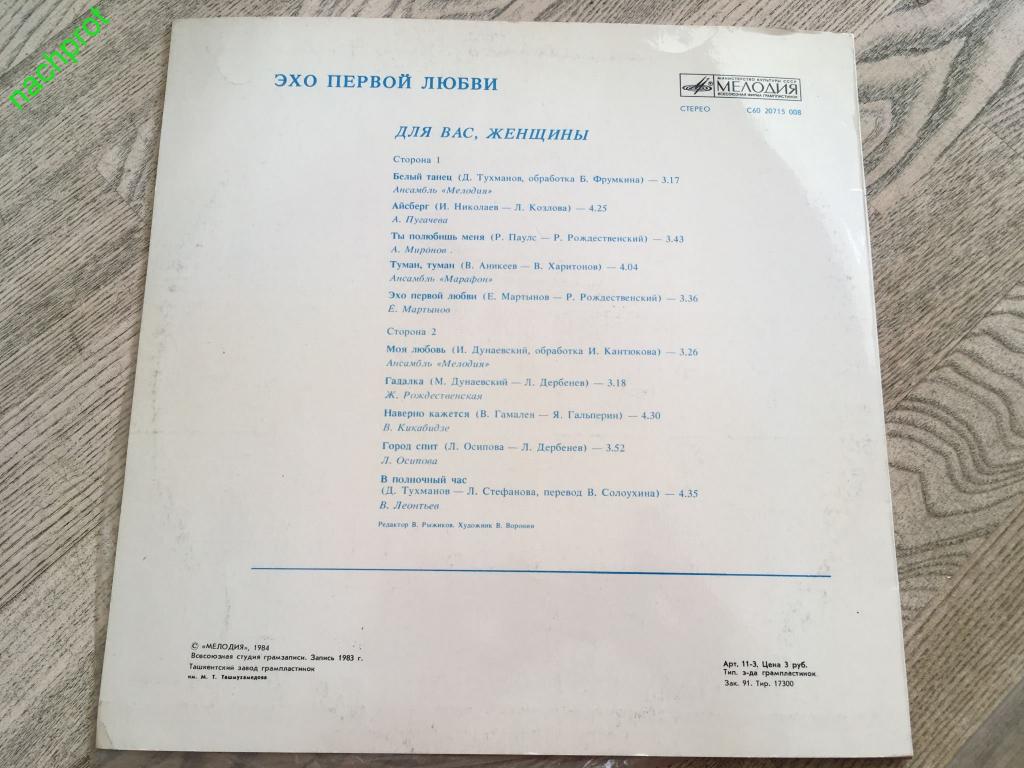 nachprot
ЭХО ПЕРВОЙ ЛЮБВИ
МИНИСТЕРСТВО КУЛЬТУРЫ СССР
МЕЛОДИЯ
ВСЕСОЮЗНАЯ ФИРМА ГРАМПЛАСТИНОК
СТЕРЕО С60 20715 008
ДЛЯ ВАС, ЖЕНЩИНЫ
Сторона 1
Белый танец (Д. Тухманов, обработка Б. Фрумкина) — 3.17
Ансамбль «Мелодия»
Айсберг (И. Николаев — Л. Козлова) — 4.25
А. Пугачева
Ты полюбишь меня (Р. Паулс — Р. Рождественский) — 3.43
А. Миронов .
Туман, туман (В. Аникеев — В. Харитонов) — 4.04
Ансамбль «Марафон»
Эхо первой любви (Е. Мартынов — Р. Рождественский) — 3.36
Е. Мартынов
Сторона 2
Моя любовь (И. Дунаевский, обработка И. Кантюкова) — 3.26
Ансамбль «Мелодия»
Гадалка (М. Дунаевский — Л. Дербенев) — 3.18
Ж. Рождественская
Наверно кажется (В. Гамалея — Я. Гальперин) — 4.30
В. Кикабидзе
Город спит (Л. Осипова — Л. Дербенев) — 3.52
Л. Осипова
В полночный час
(Д. Тухманов — Л. Стефанова, перевод В. Солоухина) — 4.35
В. Леонтьев
Редактор В. Рыжиков. Художник В. Воронин
© «МЕЛОДИЯ», 1984
Всесоюзная студия грамзаписи. Запись 1983 г.
Ташкентский завод грампластинок
им. М. Т. Ташмухамедова
Арт. 11-3. Цена 3 руб.
Тип. з-да грампластинок
Зак. 91. Тир. 17300